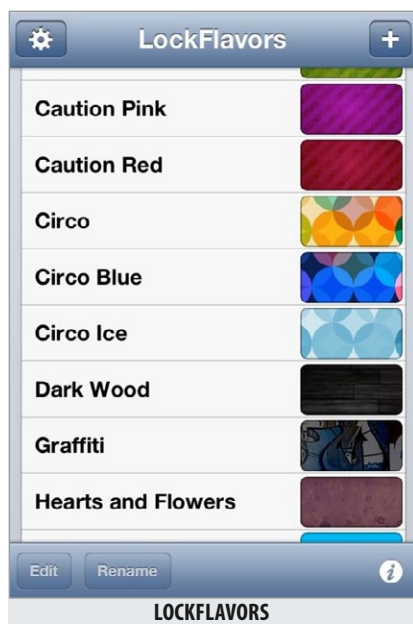 LockFlavors
Caution Pink
Caution Red
Circo
Circo Blue
Circo Ice
Dark Wood
Graffiti
Hearts and Flowers
Edit
Rename
LOCKFLAVORS